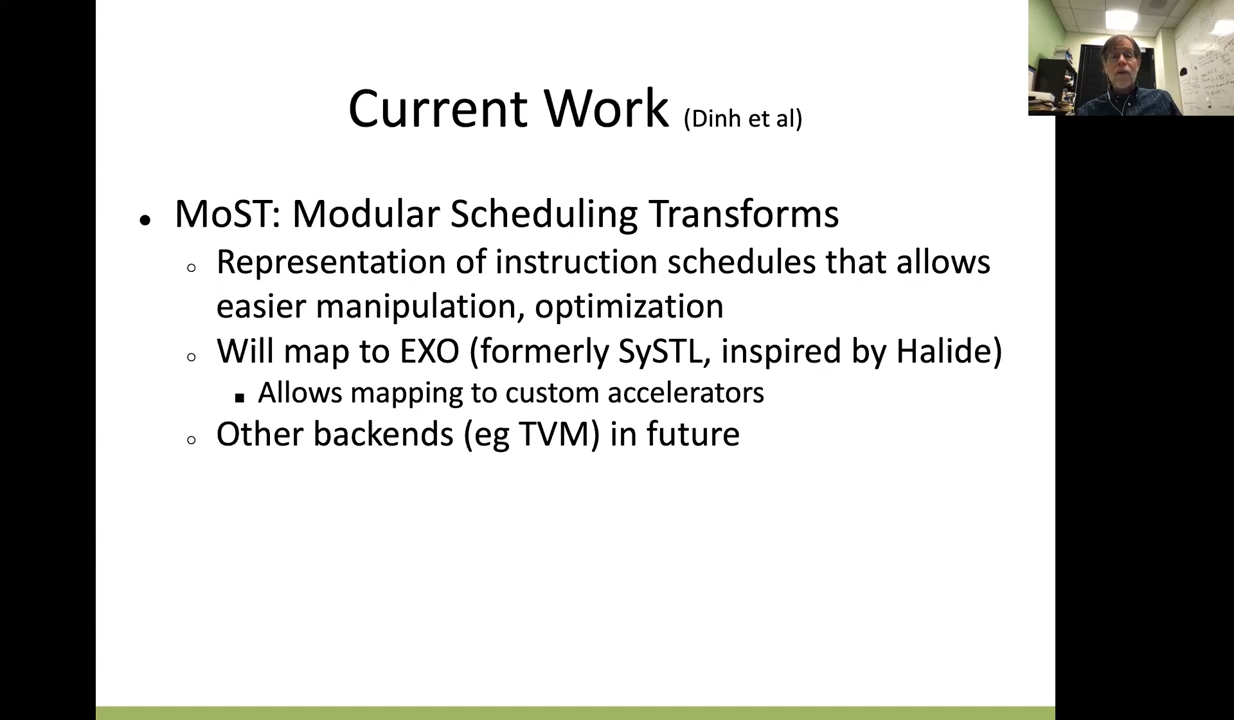 Current Work (Dinh et al)
● MoST: Modular Scheduling Transforms
○ Representation of instruction schedules that allows
easier manipulation, optimization
○ Will map to EXO (formerly SySTL, inspired by Halide)
■ Allows mapping to custom accelerators
○ Other backends (eg TVM) in future